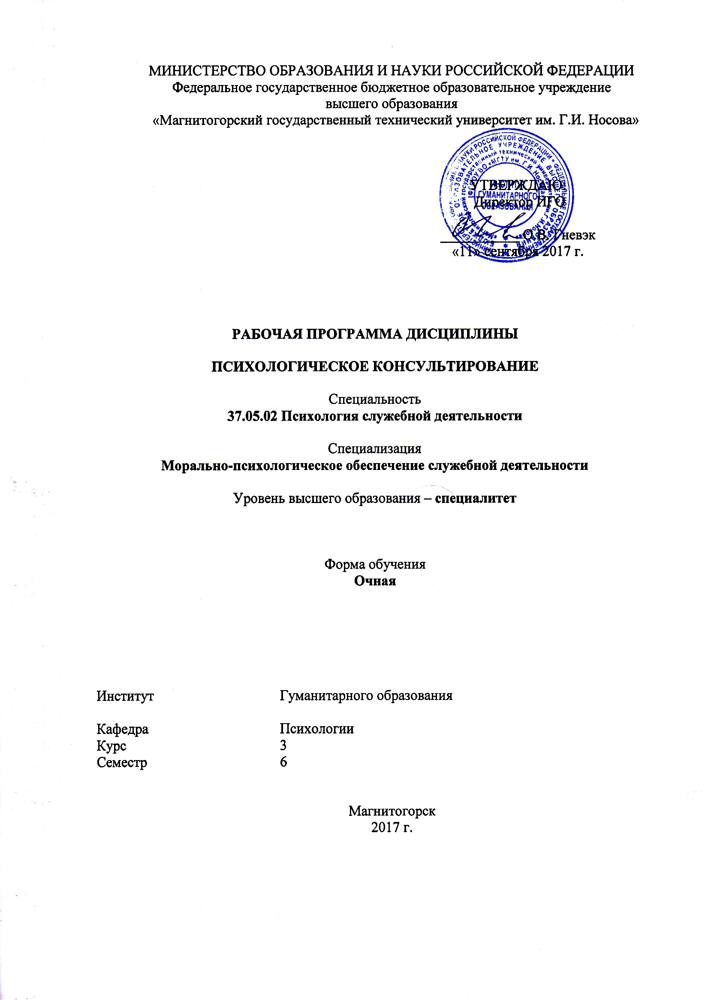 МИНИСТЕРСТВО ОБРАЗОВАНИЯ И НАУКИ РОССИЙСКОЙ ФЕДЕРАЦИИ
Федеральное государственное бюджетное образовательное учреждение
высшего образования
«Магнитогорский государственный технический университет им. Г.И. Носова»
УТВЕРЖДАЮ
Директор ИГО
О.В. Гневэк
«11» сентября 2017 г.
ГУМАНИТАРНОГО
ОБРАЗОВАНИЯ
РАБОЧАЯ ПРОГРАММА ДИСЦИПЛИНЫ
ПСИХОЛОГИЧЕСКОЕ КОНСУЛЬТИРОВАНИЕ
Специальность
37.05.02 Психология служебной деятельности
Специализация
Морально-психологическое обеспечение служебной деятельности
Уровень высшего образования – специалитет
Форма обучения
Очная
Институт Гуманитарного образования
Кафедра Психологии
Курс 3
Семестр 6
Магнитогорск
2017 г.